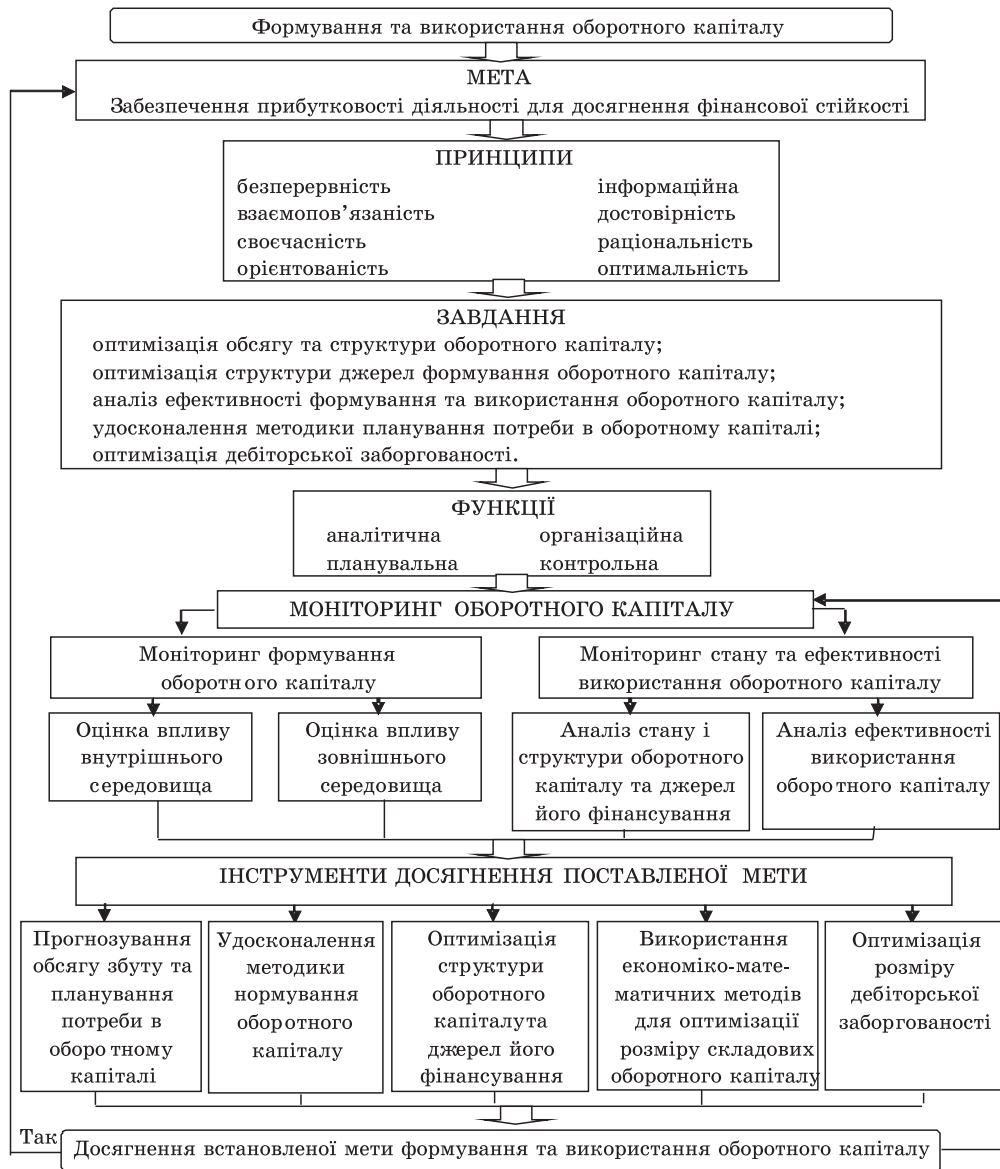 Формування та використання оборотного капіталу
МЕТА
Забезпечення прибутковості діяльності для досягнення фінансової стійкості
ПРИНЦИПИ
безперервність
взаємопов’язаність
своєчасність
орієнтованість
інформаційна
достовірність
раціональність
оптимальність
ЗАВДАННЯ
оптимізація обсягу та структури оборотного капіталу;
оптимізація структури джерел формування оборотного капіталу;
аналіз ефективності формування та використання оборотного капіталу;
удосконалення методики планування потреби в оборотному капіталі;
оптимізація дебіторської заборгованості.
ФУНКЦІЇ
аналітична
планувальна
організаційна
контрольна
МОНІТОРИНГ ОБОРОТНОГО КАПІТАЛУ
Моніторинг формування
оборотного капіталу
Моніторинг стану та ефективності
використання оборотного капіталу
Оцінка впливу
внутрішнього
середовища
Оцінка впливу
зовнішнього
середовища
Аналіз стану і
структури оборотного
капіталу та джерел
його фінансування
Аналіз ефективності
використання
оборотного капіталу
ІНСТРУМЕНТИ ДОСЯГНЕННЯ ПОСТАВЛЕНОЇ МЕТИ
Прогнозування
обсягу збуту та
планування
потреби в
оборотному
капіталі
Удосконалення
методики
нормування
оборотного
капіталу
Оптимізація
структури
оборотного
капіталута
джерел його
фінансування
Використання
економіко-мате-
матичних методів
для оптимізації
розміру складових
оборотного капіталу
Оптимізація
розміру
дебіторської
заборгованості
Так
Досягнення встановленої мети формування та використання оборотного капіталу